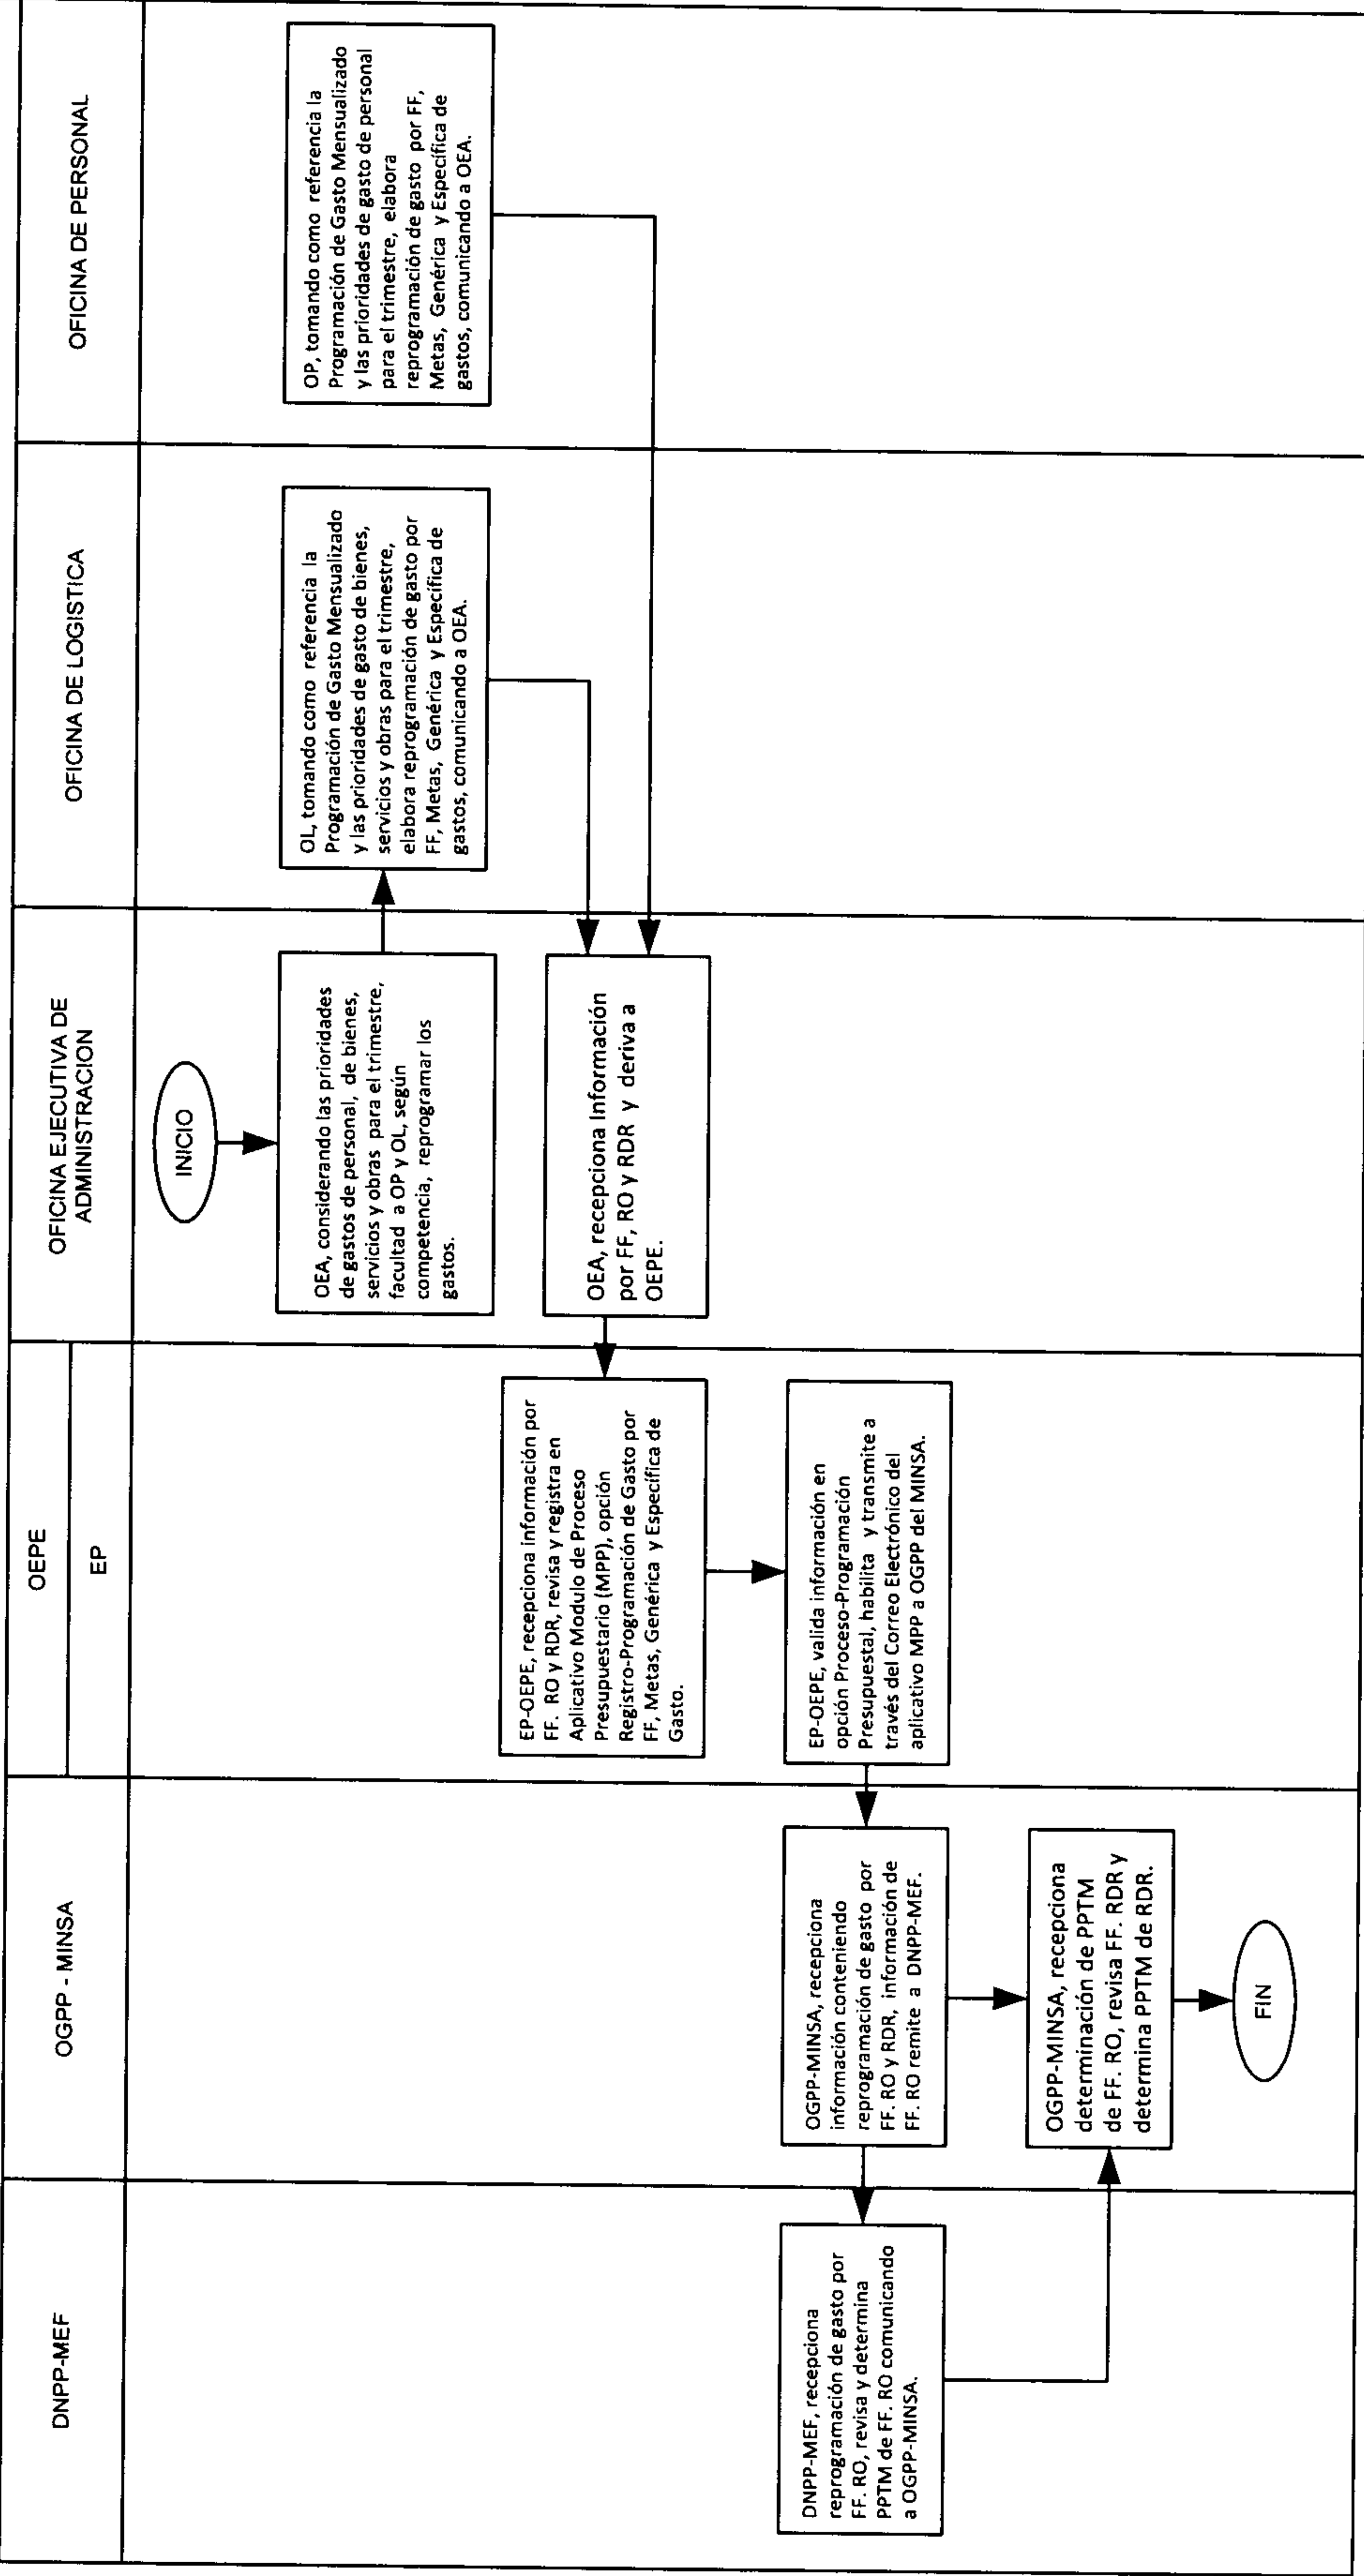 DNPP-MEF
OGPP - MINSA
OEPE
EP
OFICINA EJECUTIVA DE
ADMINISTRACION
OFICINA DE LOGISTICA
OFICINA DE PERSONAL
INICIO
OEA, considerando las prioridades
de gastos de personal, de bienes,
servicios y obras para el trimestre,
facultad a OP y OL, según
competencia, reprogramar los
gastos.
OL, tomando como referencia la
Programación de Gasto Mensualizado
y las prioridades de gasto de bienes,
servicios y obras para el trimestre,
elabora reprogramación de gasto por
FF, Metas, Genérica y Específica de
gastos, comunicando a OEA.
OP, tomando como referencia la
Programación de Gasto Mensualizado
y las prioridades de gasto de personal
para el trimestre, elabora
reprogramación de gasto por FF,
Metas, Genérica y Específica de
gastos, comunicando a OEA.
OEA, recepciona Información
por FF, RO y RDR y deriva a
OEPE.
EP-OEPE, recepciona información por
FF. RO y RDR, revisa y registra en
Aplicativo Modulo de Proceso
Presupuestario (MPP), opción
Registro-Programación de Gasto por
FF, Metas, Genérica y Específica de
Gasto.
EP-OEPE, valida información en
opción Proceso-Programación
Presupuestal, habilita y transmite a
través del Correo Electrónico del
aplicativo MPP a OGPP del MINSA.
OGPP-MINSA, recepciona
información conteniendo
reprogramación de gasto por
FF. RO y RDR, información de
FF. RO remite a DNPP-MEF.
DNPP-MEF, recepciona
reprogramación de gasto por
FF. RO, revisa y determina
PPTM de FF. RO comunicando
a OGPP-MINSA.
OGPP-MINSA, recepciona
determinación de PPTM
de FF. RO, revisa FF. RDR y
determina PPTM de RDR.
FIN